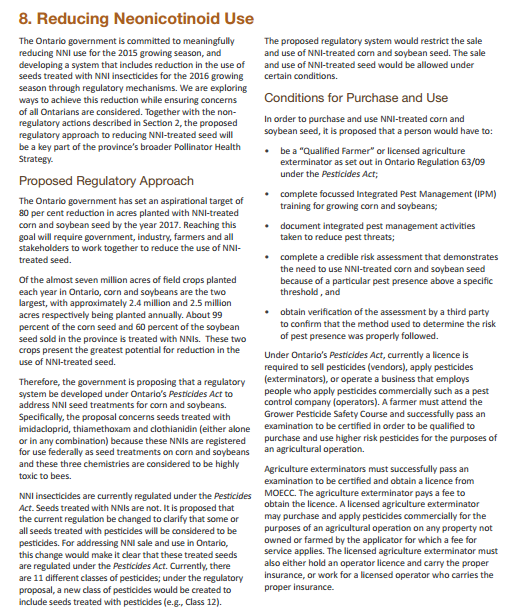 8. Reducing Neonicotinoid Use
The Ontario government is committed to meaningfully
reducing NNI use for the 2015 growing season, and
developing a system that includes reduction in the use of
seeds treated with NNI insecticides for the 2016 growing
season through regulatory mechanisms. We are exploring
ways to achieve this reduction while ensuring concerns
of all Ontarians are considered. Together with the non-
regulatory actions described in Section 2, the proposed
regulatory approach to reducing NNI-treated seed will
be a key part of the province's broader Pollinator Health
Strategy.
Proposed Regulatory Approach
The Ontario government has set an aspirational target of
80 per cent reduction in acres planted with NNI-treated
corn and soybean seed by the year 2017. Reaching this
goal will require government, industry, farmers and all
stakeholders to work together to reduce the use of NNI-
treated seed.
Of the almost seven million acres of field crops planted
each year in Ontario, corn and soybeans are the two
largest, with approximately 2.4 million and 2.5 million
acres respectively being planted annually. About 99
percent of the corn seed and 60 percent of the soybean
seed sold in the province is treated with NNIs. These two
crops present the greatest potential for reduction in the
use of NNI-treated seed.
Therefore, the government is proposing that a regulatory
system be developed under Ontario's Pesticides Act to
address NNI seed treatments for corn and soybeans.
Specifically, the proposal concerns seeds treated with
imidacloprid, thiamethoxam and clothianidin (either alone
or in any combination) because these NNIs are registered
for use federally as seed treatments on corn and soybeans
and these three chemistries are considered to be highly
toxic to bees.
NNI insecticides are currently regulated under the Pesticides
Act. Seeds treated with NNIs are not. It is proposed that
the current regulation be changed to clarify that some or
all seeds treated with pesticides will be considered to be
pesticides. For addressing NNI sale and use in Ontario,
this change would make it clear that these treated seeds
are regulated under the Pesticides Act. Currently, there
are 11 different classes of pesticides; under the regulatory
proposal, a new class of pesticides would be created to
include seeds treated with pesticides (e.g., Class 12).
The proposed regulatory system would restrict the sale
and use of NNI-treated corn and soybean seed. The sale
and use of NNI-treated seed would be allowed under
certain conditions.
Conditions for Purchase and Use
In order to purchase and use NNI-treated corn and
soybean seed, it is proposed that a person would have to:
• be a "Qualified Farmer" or licensed agriculture
exterminator as set out in Ontario Regulation 63/09
under the Pesticides Act;
• complete focussed Integrated Pest Management (IPM)
training for growing corn and soybeans;
• document integrated pest management activities
taken to reduce pest threats;
• complete a credible risk assessment that demonstrates
the need to use NNI-treated corn and soybean seed
because of a particular pest presence above a specific
threshold , and
• obtain verification of the assessment by a third party
to confirm that the method used to determine the risk
of pest presence was properly followed.
Under Ontario's Pesticides Act, currently a licence is
required to sell pesticides (vendors), apply pesticides
(exterminators), or operate a business that employs
people who apply pesticides commercially such as a pest
control company (operators). A farmer must attend the
Grower Pesticide Safety Course and successfully pass an
examination to be certified in order to be qualified to
purchase and use higher risk pesticides for the purposes of
an agricultural operation.
Agriculture exterminators must successfully pass an
examination to be certified and obtain a licence from
MOECC. The agriculture exterminator pays a fee to
obtain the licence. A licensed agriculture exterminator
may purchase and apply pesticides commercially for the
purposes of an agricultural operation on any property not
owned or farmed by the applicator for which a fee for
service applies. The licensed agriculture exterminator must
also either hold an operator licence and carry the proper
insurance, or work for a licensed operator who carries the
proper insurance.